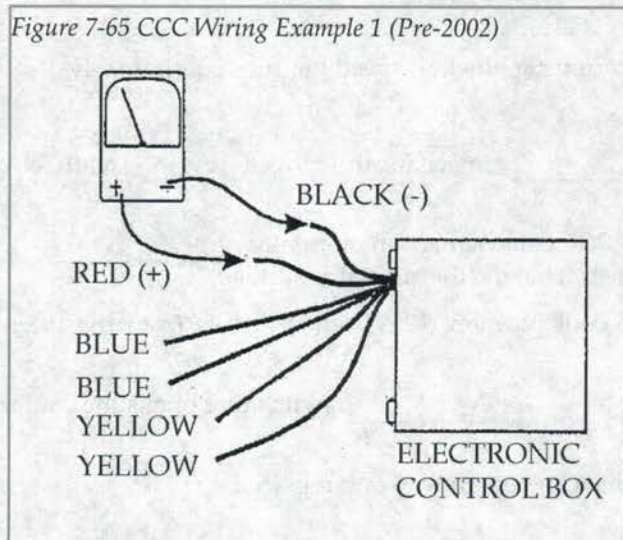 Figure 7-65 CCC Wiring Example 1 (Pre-2002)
+ -
BLACK (-)
RED (+)
BLUE
BLUE
YELLOW
YELLOW
ELECTRONIC
CONTROL BOX